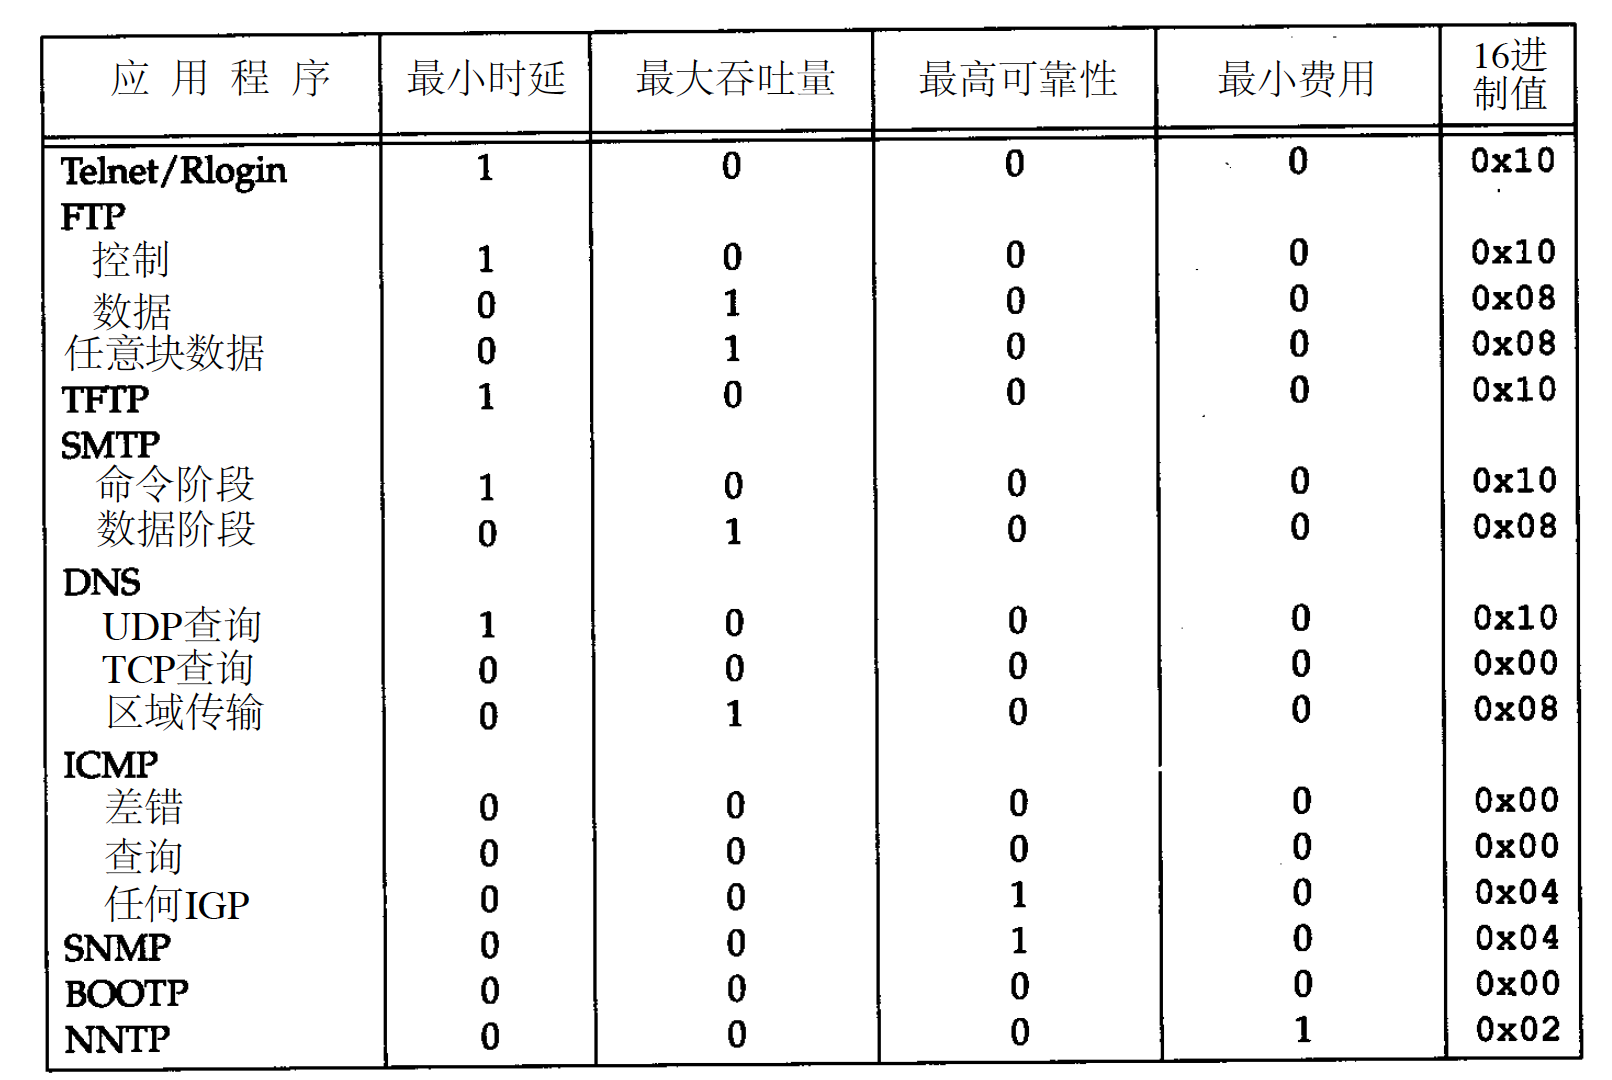 应用程序 最小时延 最大吞吐量 最高可靠性 最小费用 16进制值
Telnet/Rlogin 1 0 0 0 0x10
FTP
控制 1 0 0 0 0x10
数据 0 1 0 0 0x08
任意块数据 0 1 0 0 0x08
TFTP 1 0 0 0 0x10
SMTP
命令阶段 1 0 0 0 0x10
数据阶段 0 1 0 0 0x08
DNS
UDP查询 1 0 0 0 0x10
TCP查询 0 0 0 0 0x00
区域传输 0 1 0 0 0x08
ICMP
差错 0 0 0 0 0x00
查询 0 0 0 0 0x00
任何IGP 0 0 1 0 0x04
SNMP 0 0 1 0 0x04
BOOTP 0 0 0 0 0x00
NNTP 0 0 0 1 0x02